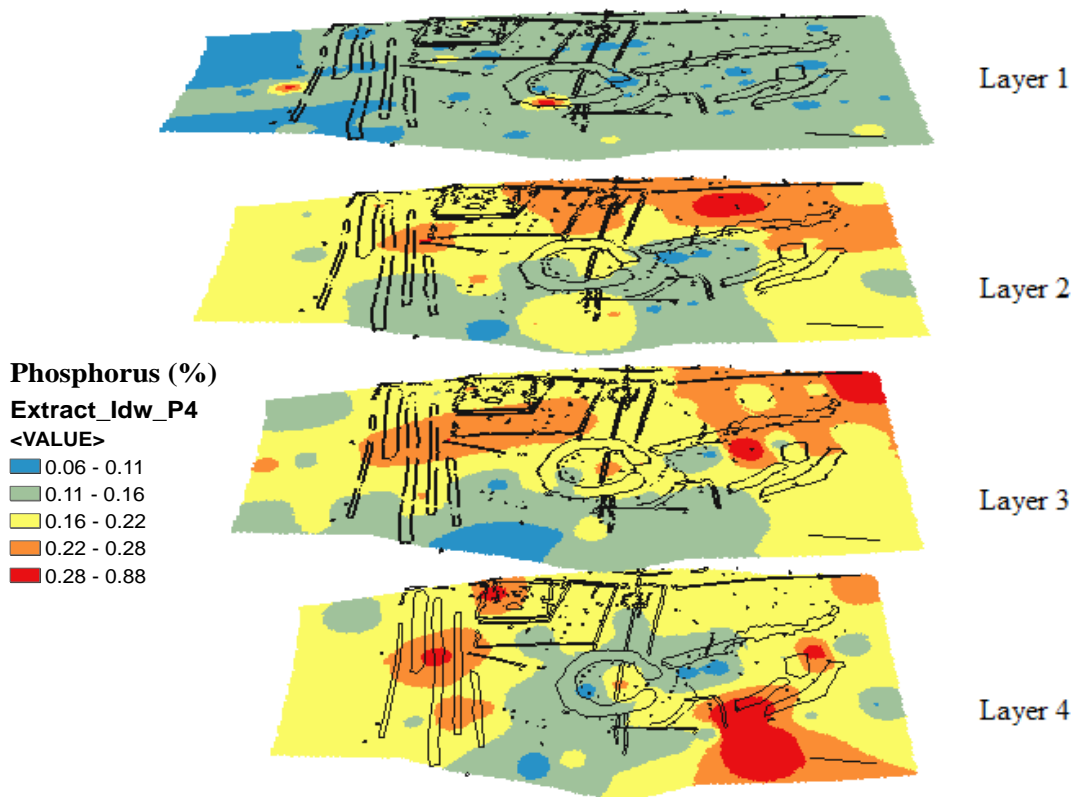 Layer 1
Layer 2
Phosphorus (%)
Extract_Idw_P4
<VALUE>
0.06 - 0.11
0.11 - 0.16
0.16 - 0.22
0.22 - 0.28
0.28 - 0.88
Layer 3
Layer 4